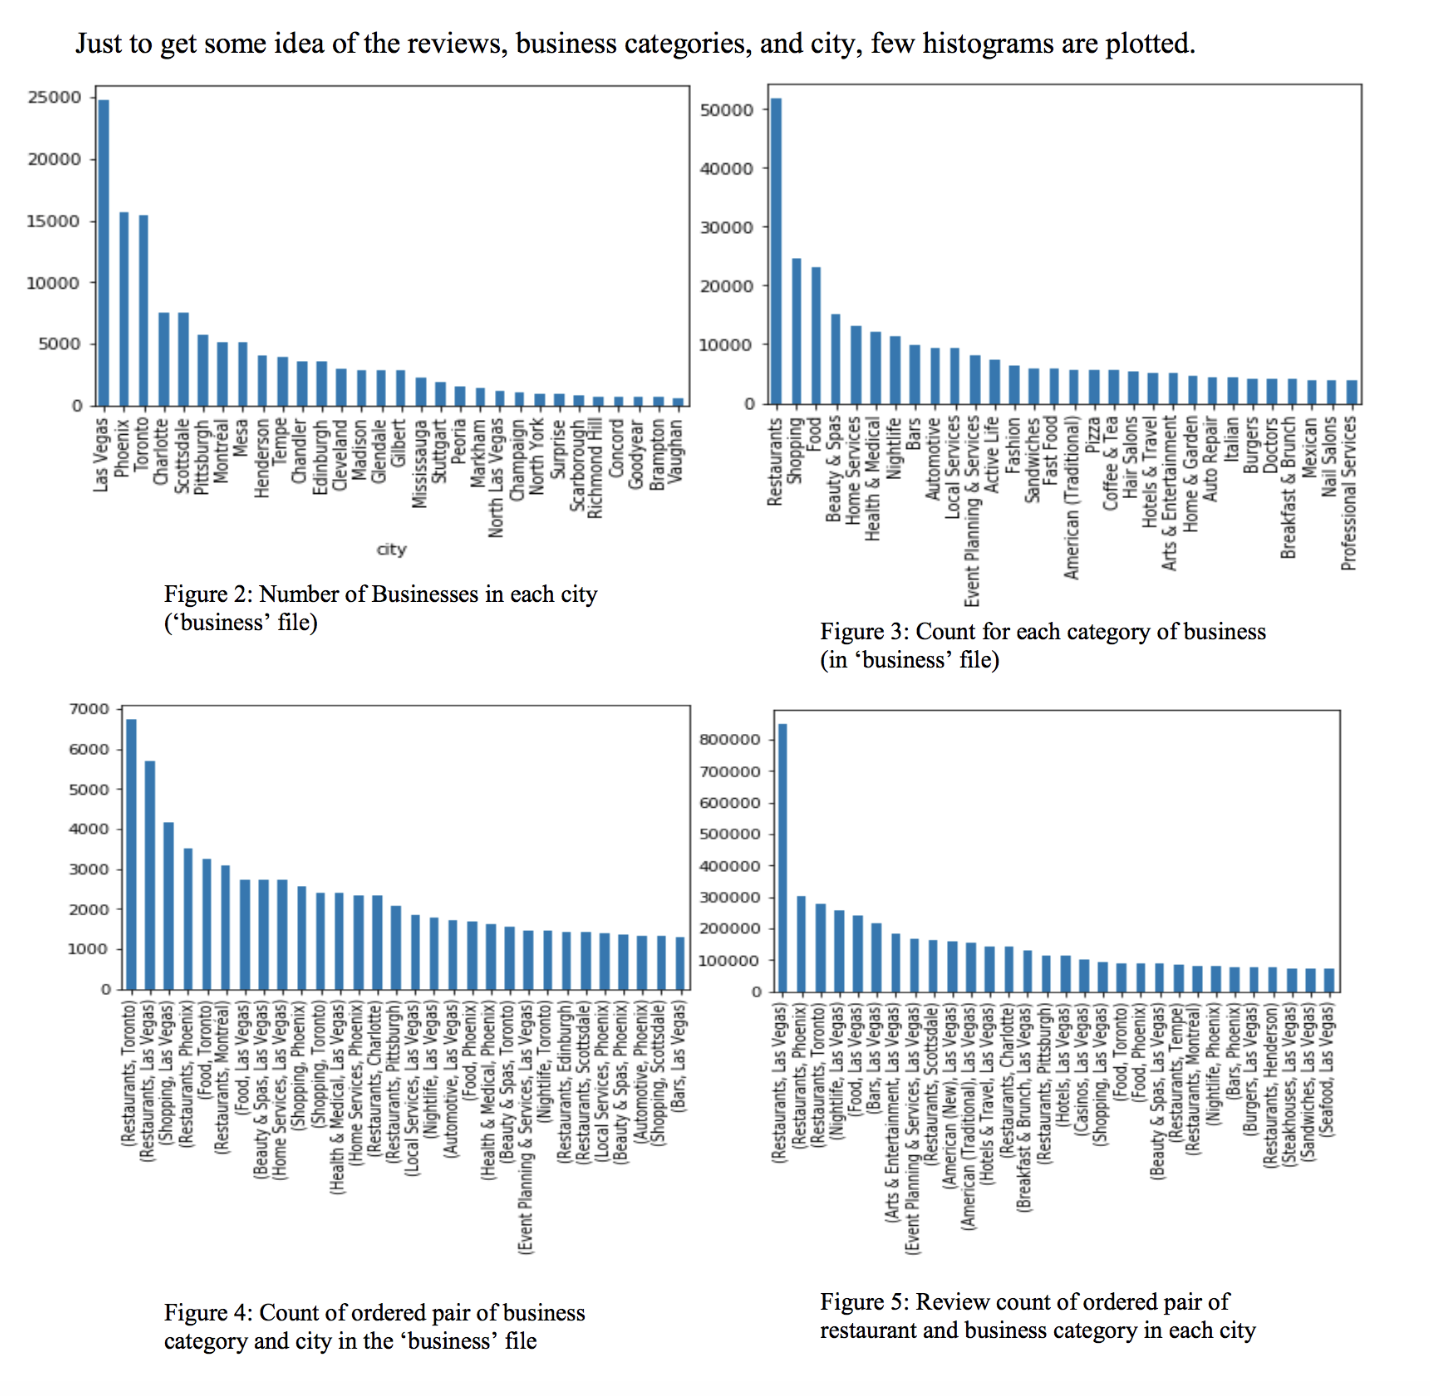 Just to get some idea of the reviews, business categories, and city, few histograms are plotted.
25000
20000
15000
10000
5000
0
Las Vegas
Phoenix
Toronto
Charlotte
Scottsdale
Pittsburgh
Montréal
Mesa
Henderson
Tempe
Chandler
Edinburgh
Cleveland
Madison
Glendale
Gilbert
Mississauga
Stuttgart
Peoria
Markham
North Las Vegas
Champaign
North York
Surprise
Scarborough
Richmond Hill
Concord
Goodyear
Brampton
Vaughan
city
Figure 2: Number of Businesses in each city
(‘business’ file)
50000
40000
30000
20000
10000
0
Restaurants
Shopping
Food
Beauty & Spas
Home Services
Health & Medical
Nightlife
Bars
Automotive
Local Services
Event Planning & Services
Active Life
Fashion
Sandwiches
Fast Food
American (Traditional)
Pizza
Coffee & Tea
Hair Salons
Hotels & Travel
Arts & Entertainment
Home & Garden
Auto Repair
Italian
Burgers
Doctors
Breakfast & Brunch
Mexican
Nail Salons
Professional Services
Figure 3: Count for each category of business
(in ‘business’ file)
7000
6000
5000
4000
3000
2000
1000
0
(Restaurants, Toronto)
(Restaurants, Las Vegas)
(Shopping, Las Vegas)
(Restaurants, Phoenix)
(Food, Toronto)
(Restaurants, Montréal)
(Food, Las Vegas)
(Beauty & Spas, Las Vegas)
(Home Services, Las Vegas)
(Shopping, Phoenix)
(Shopping, Toronto)
(Health & Medical, Las Vegas)
(Home Services, Phoenix)
(Restaurants, Charlotte)
(Restaurants, Pittsburgh)
(Local Services, Las Vegas)
(Nightlife, Las Vegas)
(Automotive, Las Vegas)
(Food, Phoenix)
(Health & Medical, Phoenix)
(Beauty & Spas, Toronto)
(Event Planning & Services, Las Vegas)
(Nightlife, Toronto)
(Restaurants, Edinburgh)
(Restaurants, Scottsdale)
(Local Services, Phoenix)
(Beauty & Spas, Phoenix)
(Automotive, Phoenix)
(Shopping, Scottsdale)
(Bars, Las Vegas)
Figure 4: Count of ordered pair of business
category and city in the ‘business’ file
800000
700000
600000
500000
400000
300000
200000
100000
0
(Restaurants, Las Vegas)
(Restaurants, Phoenix)
(Restaurants, Toronto)
(Nightlife, Las Vegas)
(Food, Las Vegas)
(Bars, Las Vegas)
(Arts & Entertainment, Las Vegas)
(Event Planning & Services, Las Vegas)
(Restaurants, Scottsdale)
(American (New), Las Vegas)
(American (Traditional), Las Vegas)
(Hotels & Travel, Las Vegas)
(Restaurants, Charlotte)
(Breakfast & Brunch, Las Vegas)
(Restaurants, Pittsburgh)
(Hotels, Las Vegas)
(Casinos, Las Vegas)
(Shopping, Las Vegas)
(Food, Toronto)
(Food, Phoenix)
(Beauty & Spas, Las Vegas)
(Restaurants, Tempe)
(Restaurants, Montréal)
(Nightlife, Phoenix)
(Bars, Phoenix)
(Burgers, Las Vegas)
(Restaurants, Henderson)
(Steakhouses, Las Vegas)
(Sandwiches, Las Vegas)
(Seafood, Las Vegas)
Figure 5: Review count of ordered pair of
restaurant and business category in each city